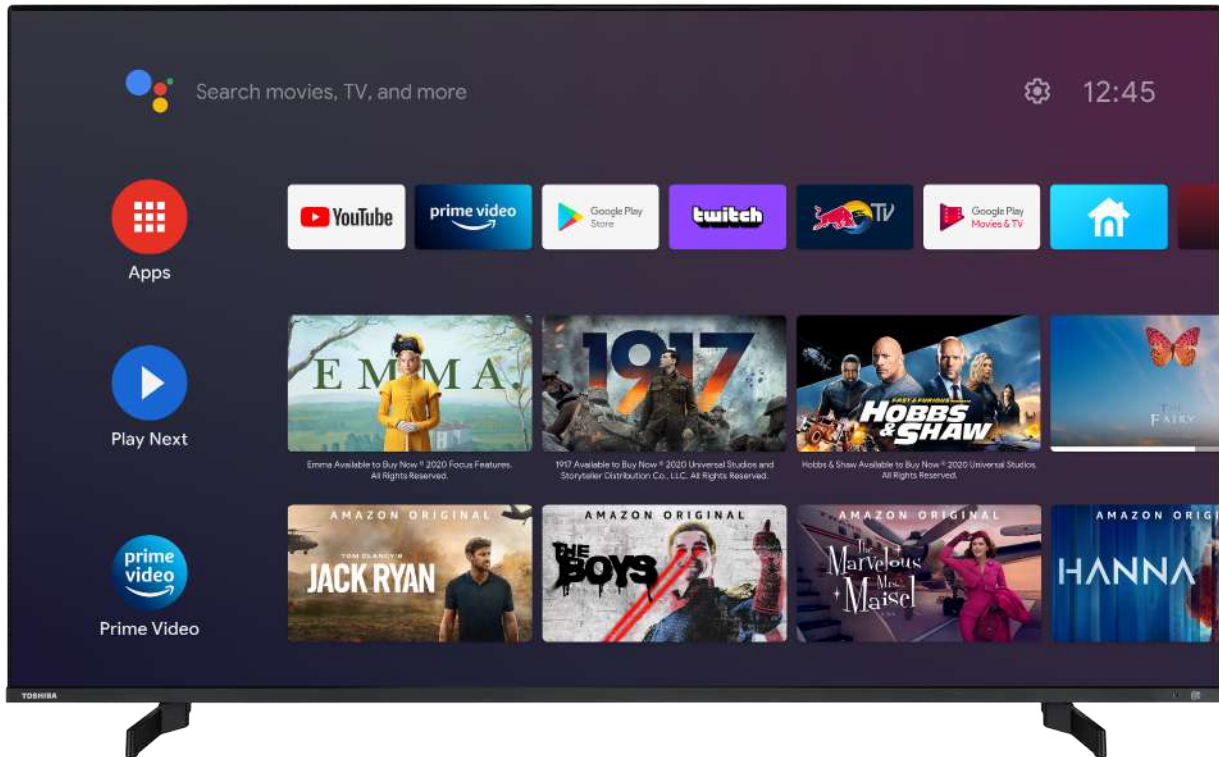 Search movies, TV, and more
12:45
YouTube
prime video
Google Play
Store
twitch
TV
Google Play
Movies & TV
Apps
EMMA.
1917
FAST & FURIOUS
HOBBS
& SHAW
FAIRY
Play Next
Emma Available to Buy Now © 2020 Focus Features.
All Rights Reserved.
1917 Available to Buy Now © 2020 Universal Studios and
Storyteller Distribution Co., LLC. All Rights Reserved.
Hobbs & Shaw Available to Buy Now © 2020 Universal Studios.
All Rights Reserved.
AMAZON ORIGINAL
TOM CLANCY'S
JACK RYAN
AMAZON ORIGINAL
THE
BOYS
AMAZON ORIGINAL
The
Marvelous
Mrs.
Maisel
AMAZON ORIGI
HANNA
prime
video
Prime Video
TOSHIBA